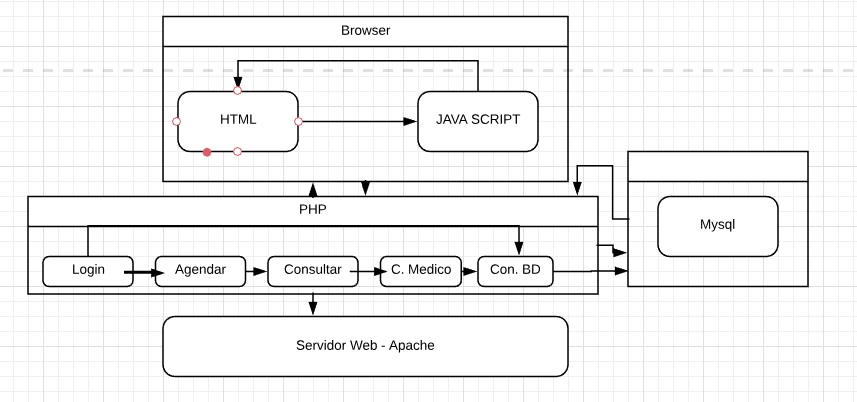 Browser
HTML
JAVA SCRIPT
PHP
Mysql
Login
Agendar
Consultar
C. Medico
Con. BD
Servidor Web - Apache